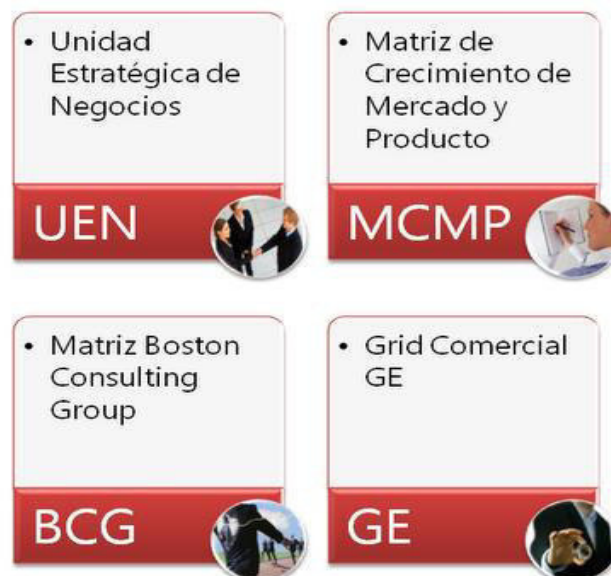 • Unidad
Estratégica de
Negocios
UEN
• Matriz de
Crecimiento de
Mercado y
Producto
MCMP
• Matriz Boston
Consulting
Group
BCG
• Grid Comercial
GE
GE